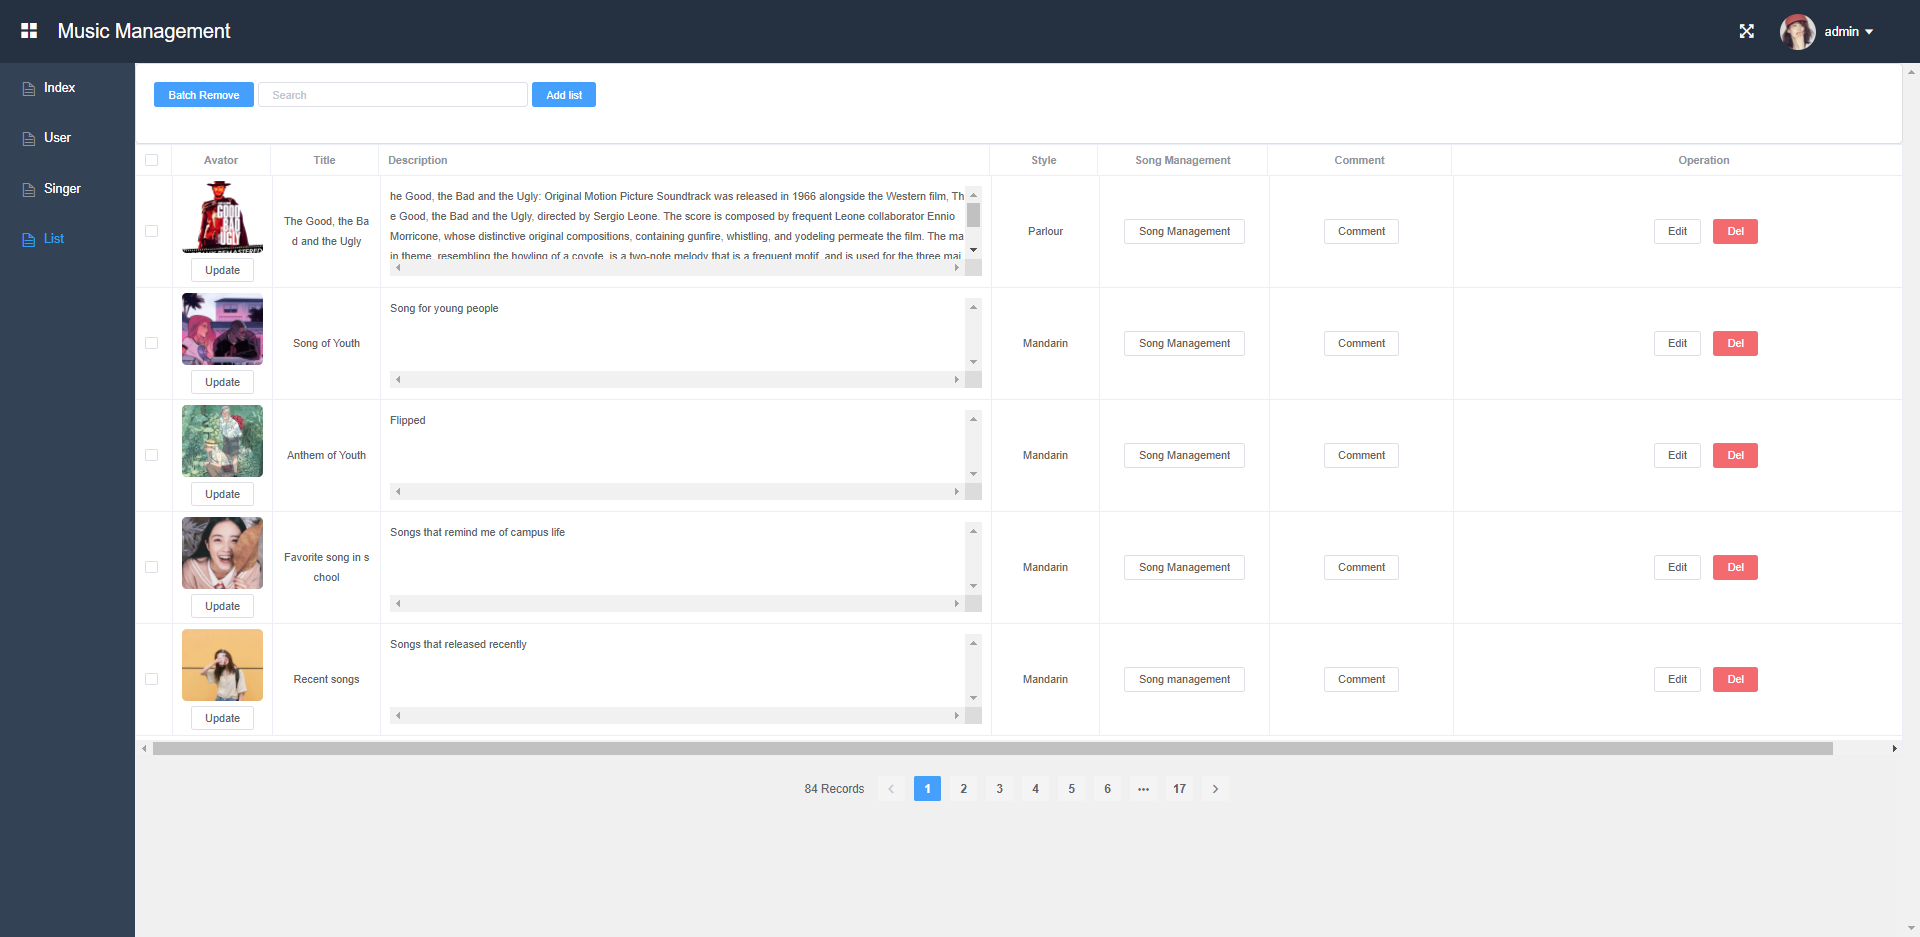 Music Management
admin
Index
User
Singer
List
Batch Remove
Search
Add list
Avator
Title
Description
Style
Song Management
Comment
Operation
GOOD
BAD
UGLY
Update
The Good, the Ba
d and the Ugly
he Good, the Bad and the Ugly: Original Motion Picture Soundtrack was released in 1966 alongside the Western film, Th
e Good, the Bad and the Ugly, directed by Sergio Leone. The score is composed by frequent Leone collaborator Ennio
Morricone, whose distinctive original compositions, containing gunfire, whistling, and yodeling permeate the film. The ma
in theme, resembling the howling of a coyote, is a two-note melody that is a frequent motif, and is used for the three mai
Parlour
Song Management
Comment
Edit
Del
Update
Song of Youth
Song for young people
Mandarin
Song Management
Comment
Edit
Del
Update
Anthem of Youth
Flipped
Mandarin
Song Management
Comment
Edit
Del
Update
Favorite song in s
chool
Songs that remind me of campus life
Mandarin
Song Management
Comment
Edit
Del
Update
Recent songs
Songs that released recently
Mandarin
Song management
Comment
Edit
Del
84 Records
1
2
3
4
5
6
17